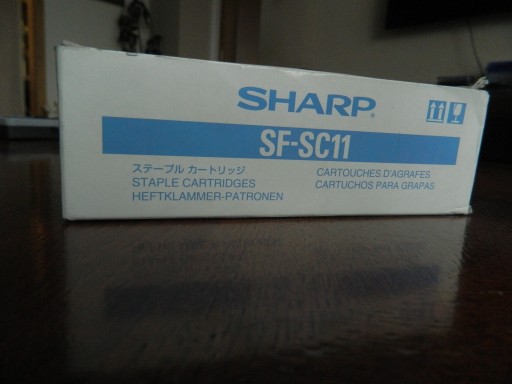 SHARP®
SF-SC11
ステープル カートリッジ
STAPLE CARTRIDGES
HEFTKLAMMER-PATRONEN
CARTOUCHES D'AGRAFES
CARTUCHOS PARA GRAPAS